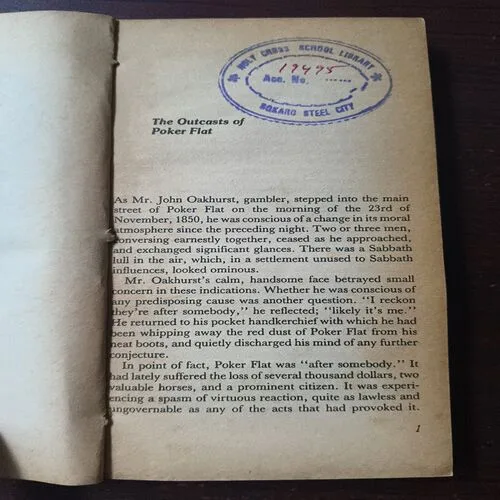 HOLY CROSS SCHOOL LIBRARY
Acc. No. ......
19495
BOKARO STEEL CITY
The Outcasts of
Poker Flat
As Mr. John Oakhurst, gambler, stepped into the main
street of Poker Flat on the morning of the 23rd of
November, 1850, he was conscious of a change in its moral
atmosphere since the preceding night. Two or three men,
conversing earnestly together, ceased as he approached,
and exchanged significant glances. There was a Sabbath
lull in the air, which, in a settlement unused to Sabbath
influences, looked ominous.
Mr. Oakhurst's calm, handsome face betrayed small
concern in these indications. Whether he was conscious of
any predisposing cause was another question. "I reckon
they're after somebody," he reflected; "likely it's me."
He returned to his pocket handkerchief with which he had
been whipping away the red dust of Poker Flat from his
neat boots, and quietly discharged his mind of any further
conjecture.
In point of fact, Poker Flat was "after somebody." It
had lately suffered the loss of several thousand dollars, two
valuable horses, and a prominent citizen. It was experi-
encing a spasm of virtuous reaction, quite as lawless and
ungovernable as any of the acts that had provoked it.
1